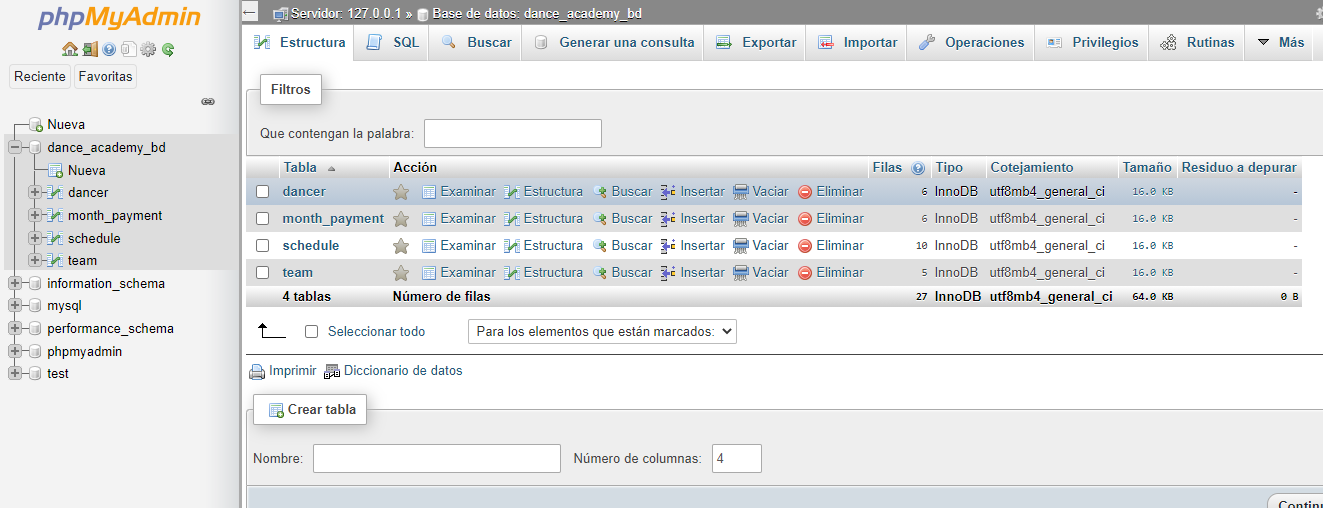 phpMyAdmin
Reciente Favoritas
Nueva
dance_academy_bd
Nueva
dancer
month_payment
schedule
team
information_schema
mysql
performance_schema
phpmyadmin
test
Servidor: 127.0.0.1 » Base de datos: dance_academy_bd
Estructura SQL Buscar Generar una consulta Exportar Importar Operaciones Privilegios Rutinas Más
Filtros
Que contengan la palabra:
Tabla Acción Filas Tipo Cotejamiento Tamaño Residuo a depurar
dancer Examinar Estructura Buscar Insertar Vaciar Eliminar 6 InnoDB utf8mb4_general_ci 16.0 KB -
month_payment Examinar Estructura Buscar Insertar Vaciar Eliminar 6 InnoDB utf8mb4_general_ci 16.0 KB -
schedule Examinar Estructura Buscar Insertar Vaciar Eliminar 10 InnoDB utf8mb4_general_ci 16.0 KB -
team Examinar Estructura Buscar Insertar Vaciar Eliminar 5 InnoDB utf8mb4_general_ci 16.0 KB -
4 tablas Número de filas 27 InnoDB utf8mb4_general_ci 64.0 KB 0 B
Seleccionar todo Para los elementos que están marcados:
Imprimir Diccionario de datos
Crear tabla
Nombre: Número de columnas: 4